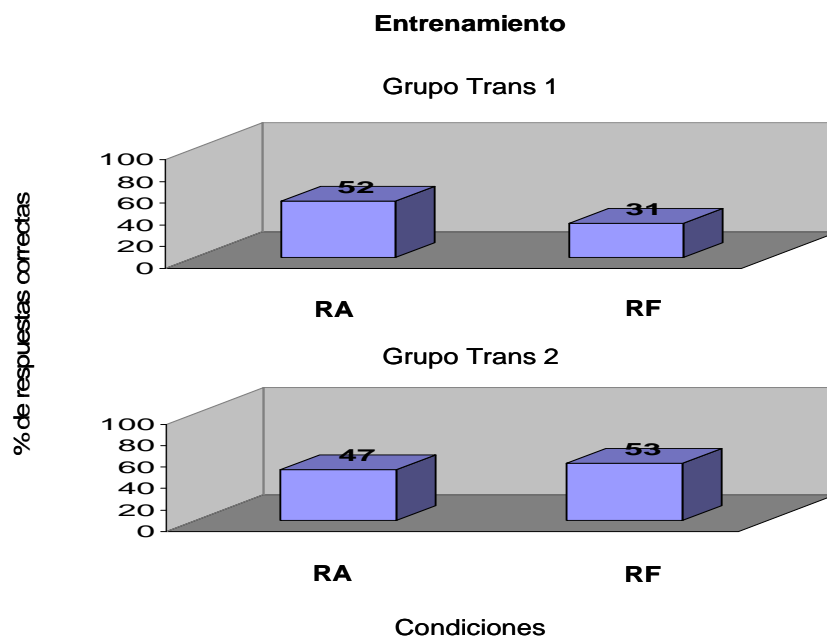 Entrenamiento
Grupo Trans 1
% de respuestas correctas
100
80
60
40
20
0
52
31
RA
RF
Grupo Trans 2
100
80
60
40
20
0
47
53
RA
RF
Condiciones